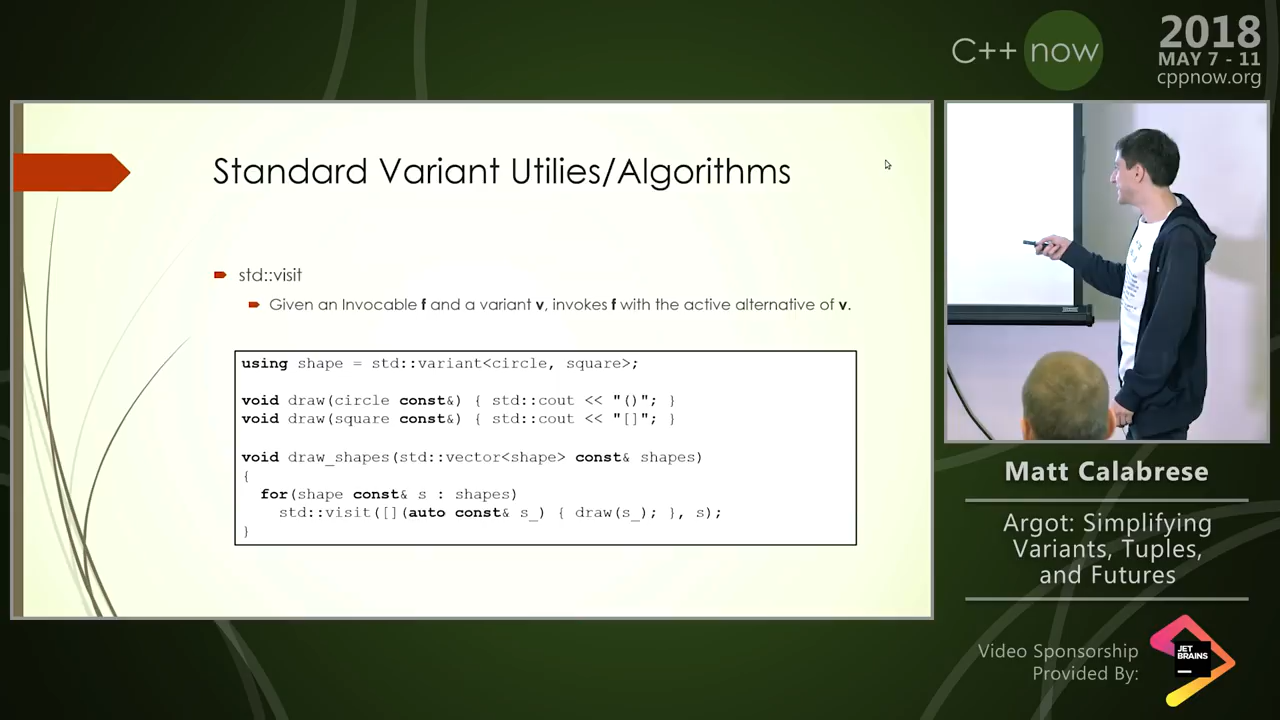 C++ now
2018
MAY 7 - 11
cppnow.org
Standard Variant Utilies/Algorithms
std::visit
Given an Invocable f and a variant v, invokes f with the active alternative of v.
using shape = std::variant<circle, square>;
void draw(circle const&) { std::cout << "()"; }
void draw(square const&) { std::cout << "[]"; }
void draw_shapes(std::vector<shape> const& shapes)
{
for(shape const& s : shapes)
std::visit([](auto const& s_) { draw(s_); }, s);
}
Matt Calabrese
Argot: Simplifying
Variants, Tuples,
and Futures
Video Sponsorship
Provided By:
JET
BRAINS